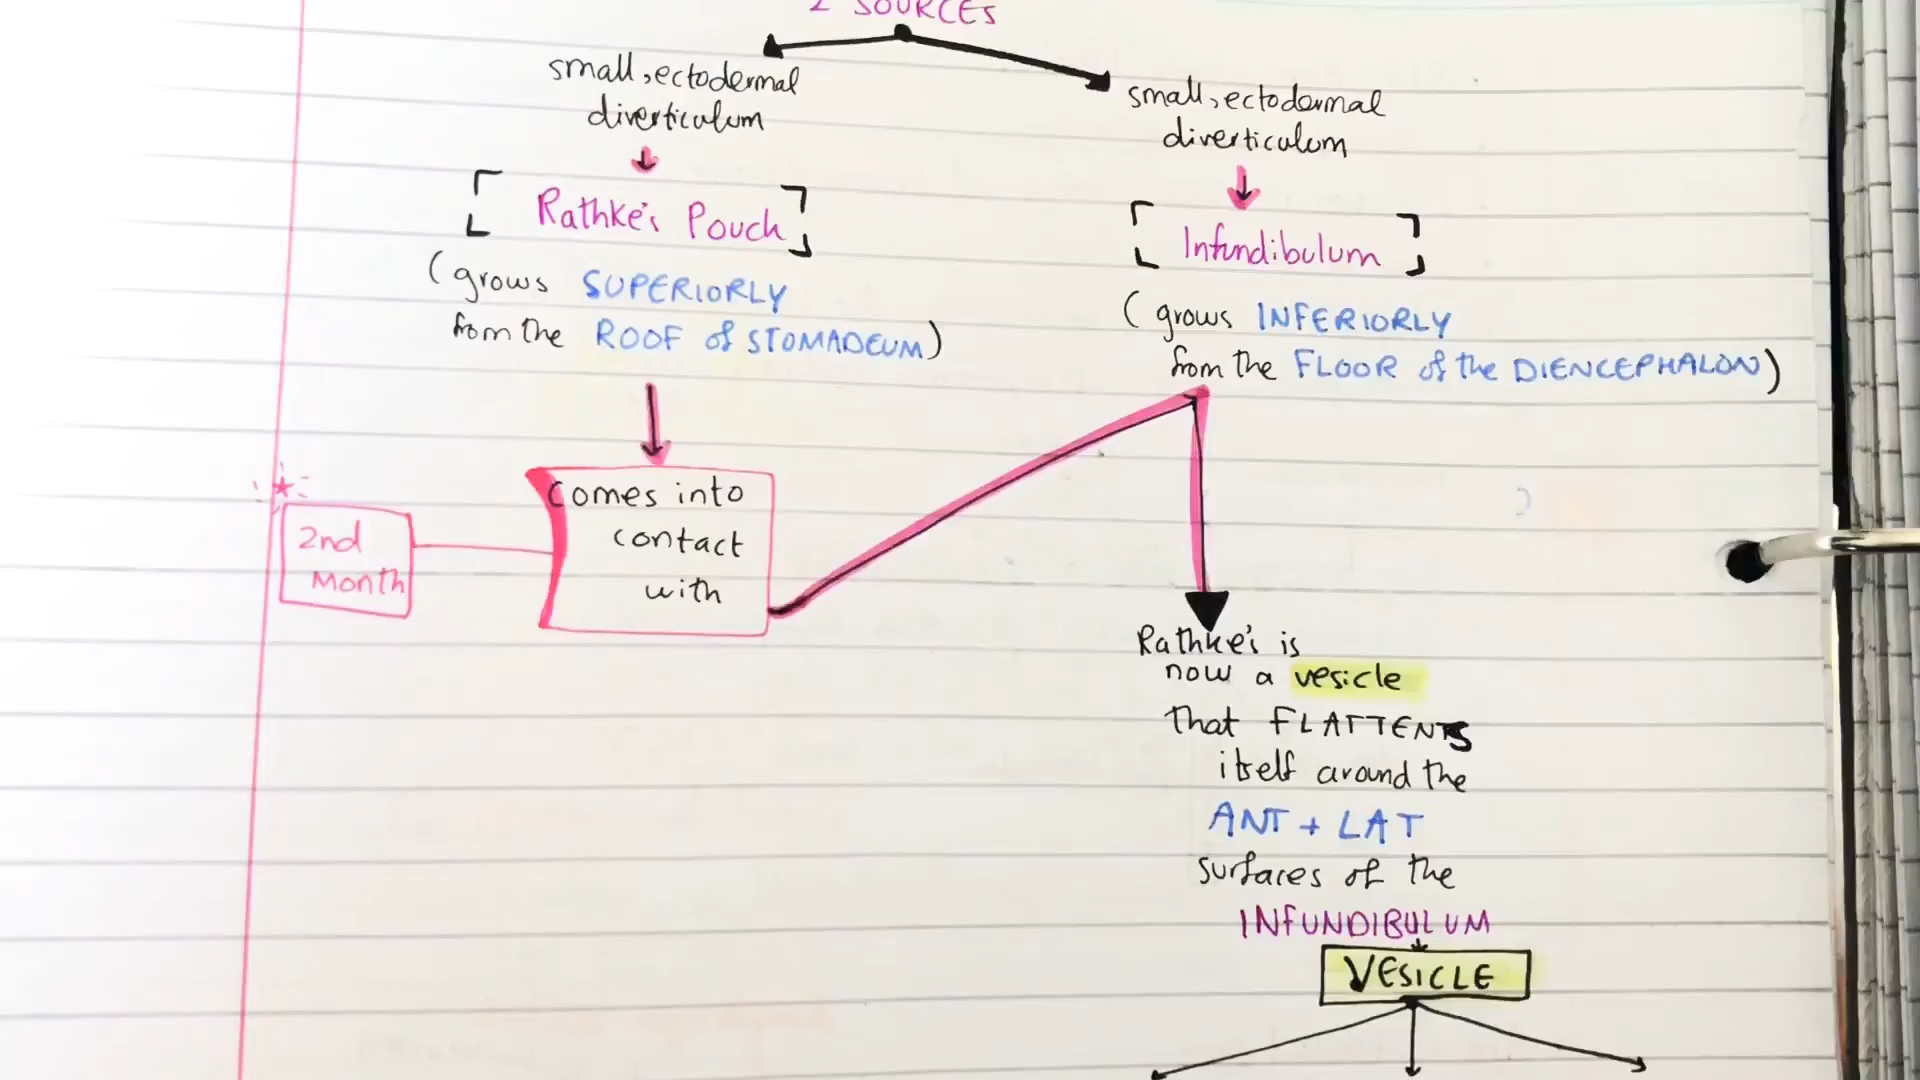 2 SOURCES
small, ectodermal
diverticulum
Rathke's Pouch
(grows SUPERIORLY
from the ROOF of STOMADEUM)
small, ectodermal
diverticulum
Infundibulum
(grows INFERIORLY
from the FLOOR of the DIENCEPHALON)
2nd
Month
comes into
contact
with
Rathke's is
now a vesicle
that FLATTENS
itself around the
ANT + LAT
surfaces of the
INFUNDIBULUM
VESICLE